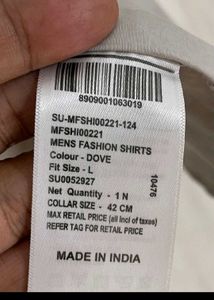 8909001063019
SU-MFSHI00221-124
MFSHI00221
MENS FASHION SHIRTS
Colour - DOVE
Fit Size - L
SU0052927
Net Quantity - 1 N
COLLAR SIZE - 42 CM
MAX RETAIL PRICE (all incl of taxes)
REFER TAG FOR RETAIL PRICE
10476
MADE IN INDIA